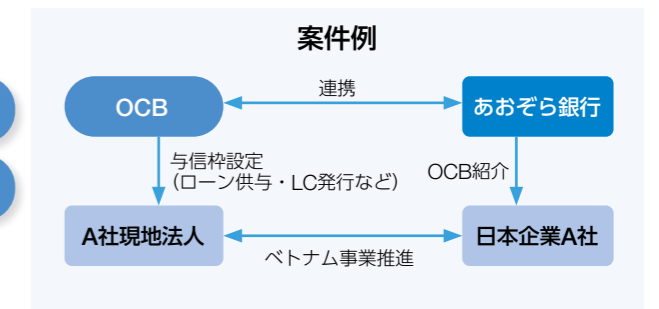 案件例
OCB
連携
あおぞら銀行
与信枠設定
（ローン供与・LC発行など）
OCB紹介
A社現地法人
日本企業A社
ベトナム事業推進